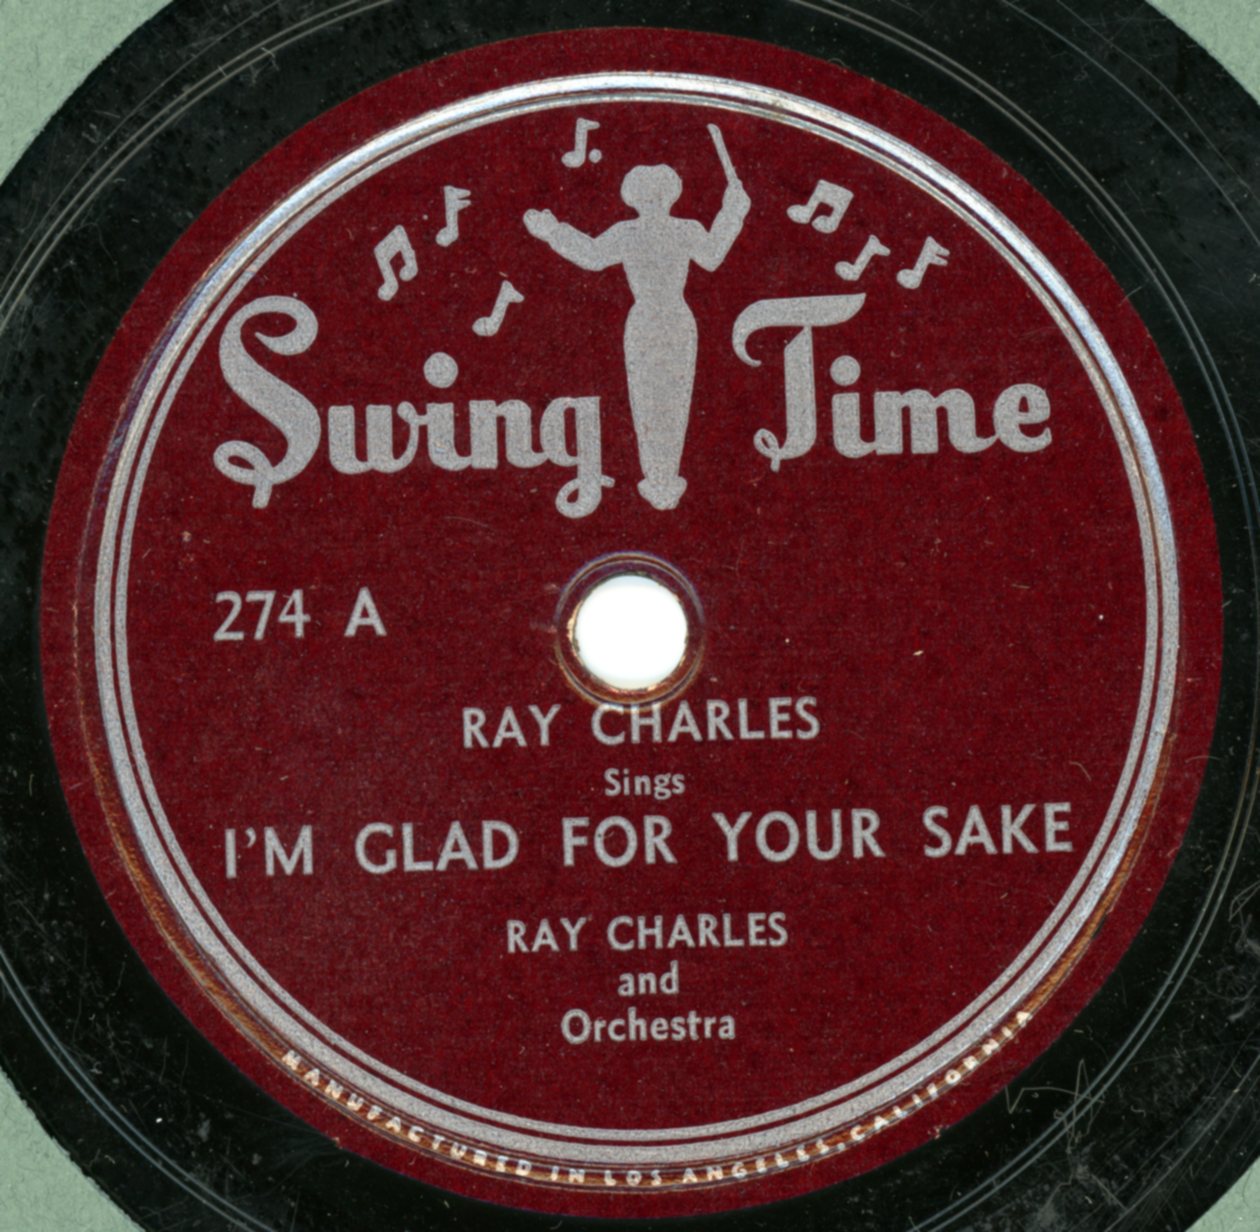 Swing Time
274 A
RAY CHARLES
Sings
I'M GLAD FOR YOUR SAKE
RAY CHARLES
and
Orchestra
MANUFACTURED IN LOS ANGELES, CALIFORNIA